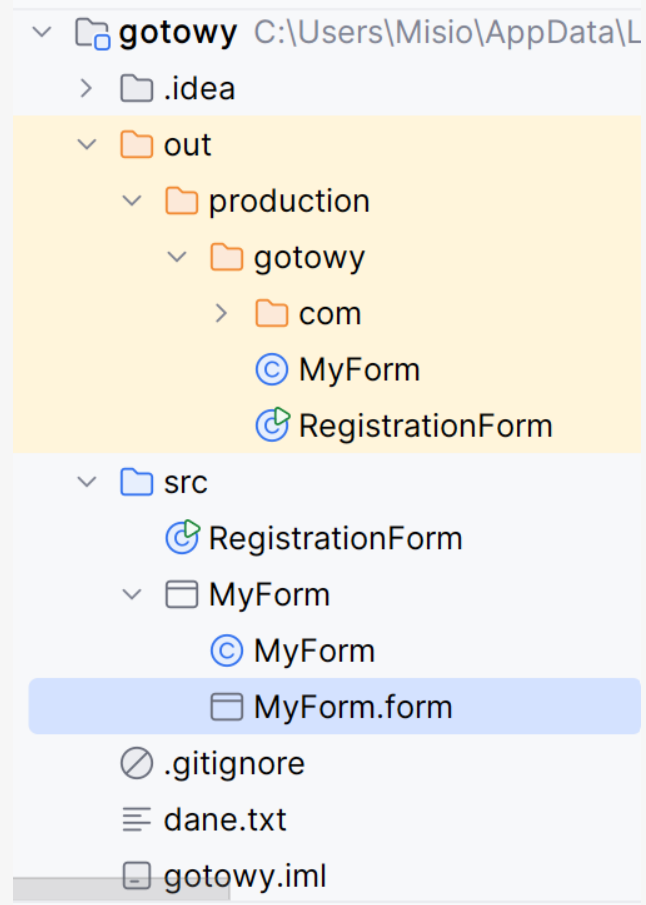 gotowy C:\Users\Misio\AppData\L
.idea
out
production
gotowy
com
MyForm
RegistrationForm
src
RegistrationForm
MyForm
MyForm
MyForm.form
.gitignore
dane.txt
gotowy.iml